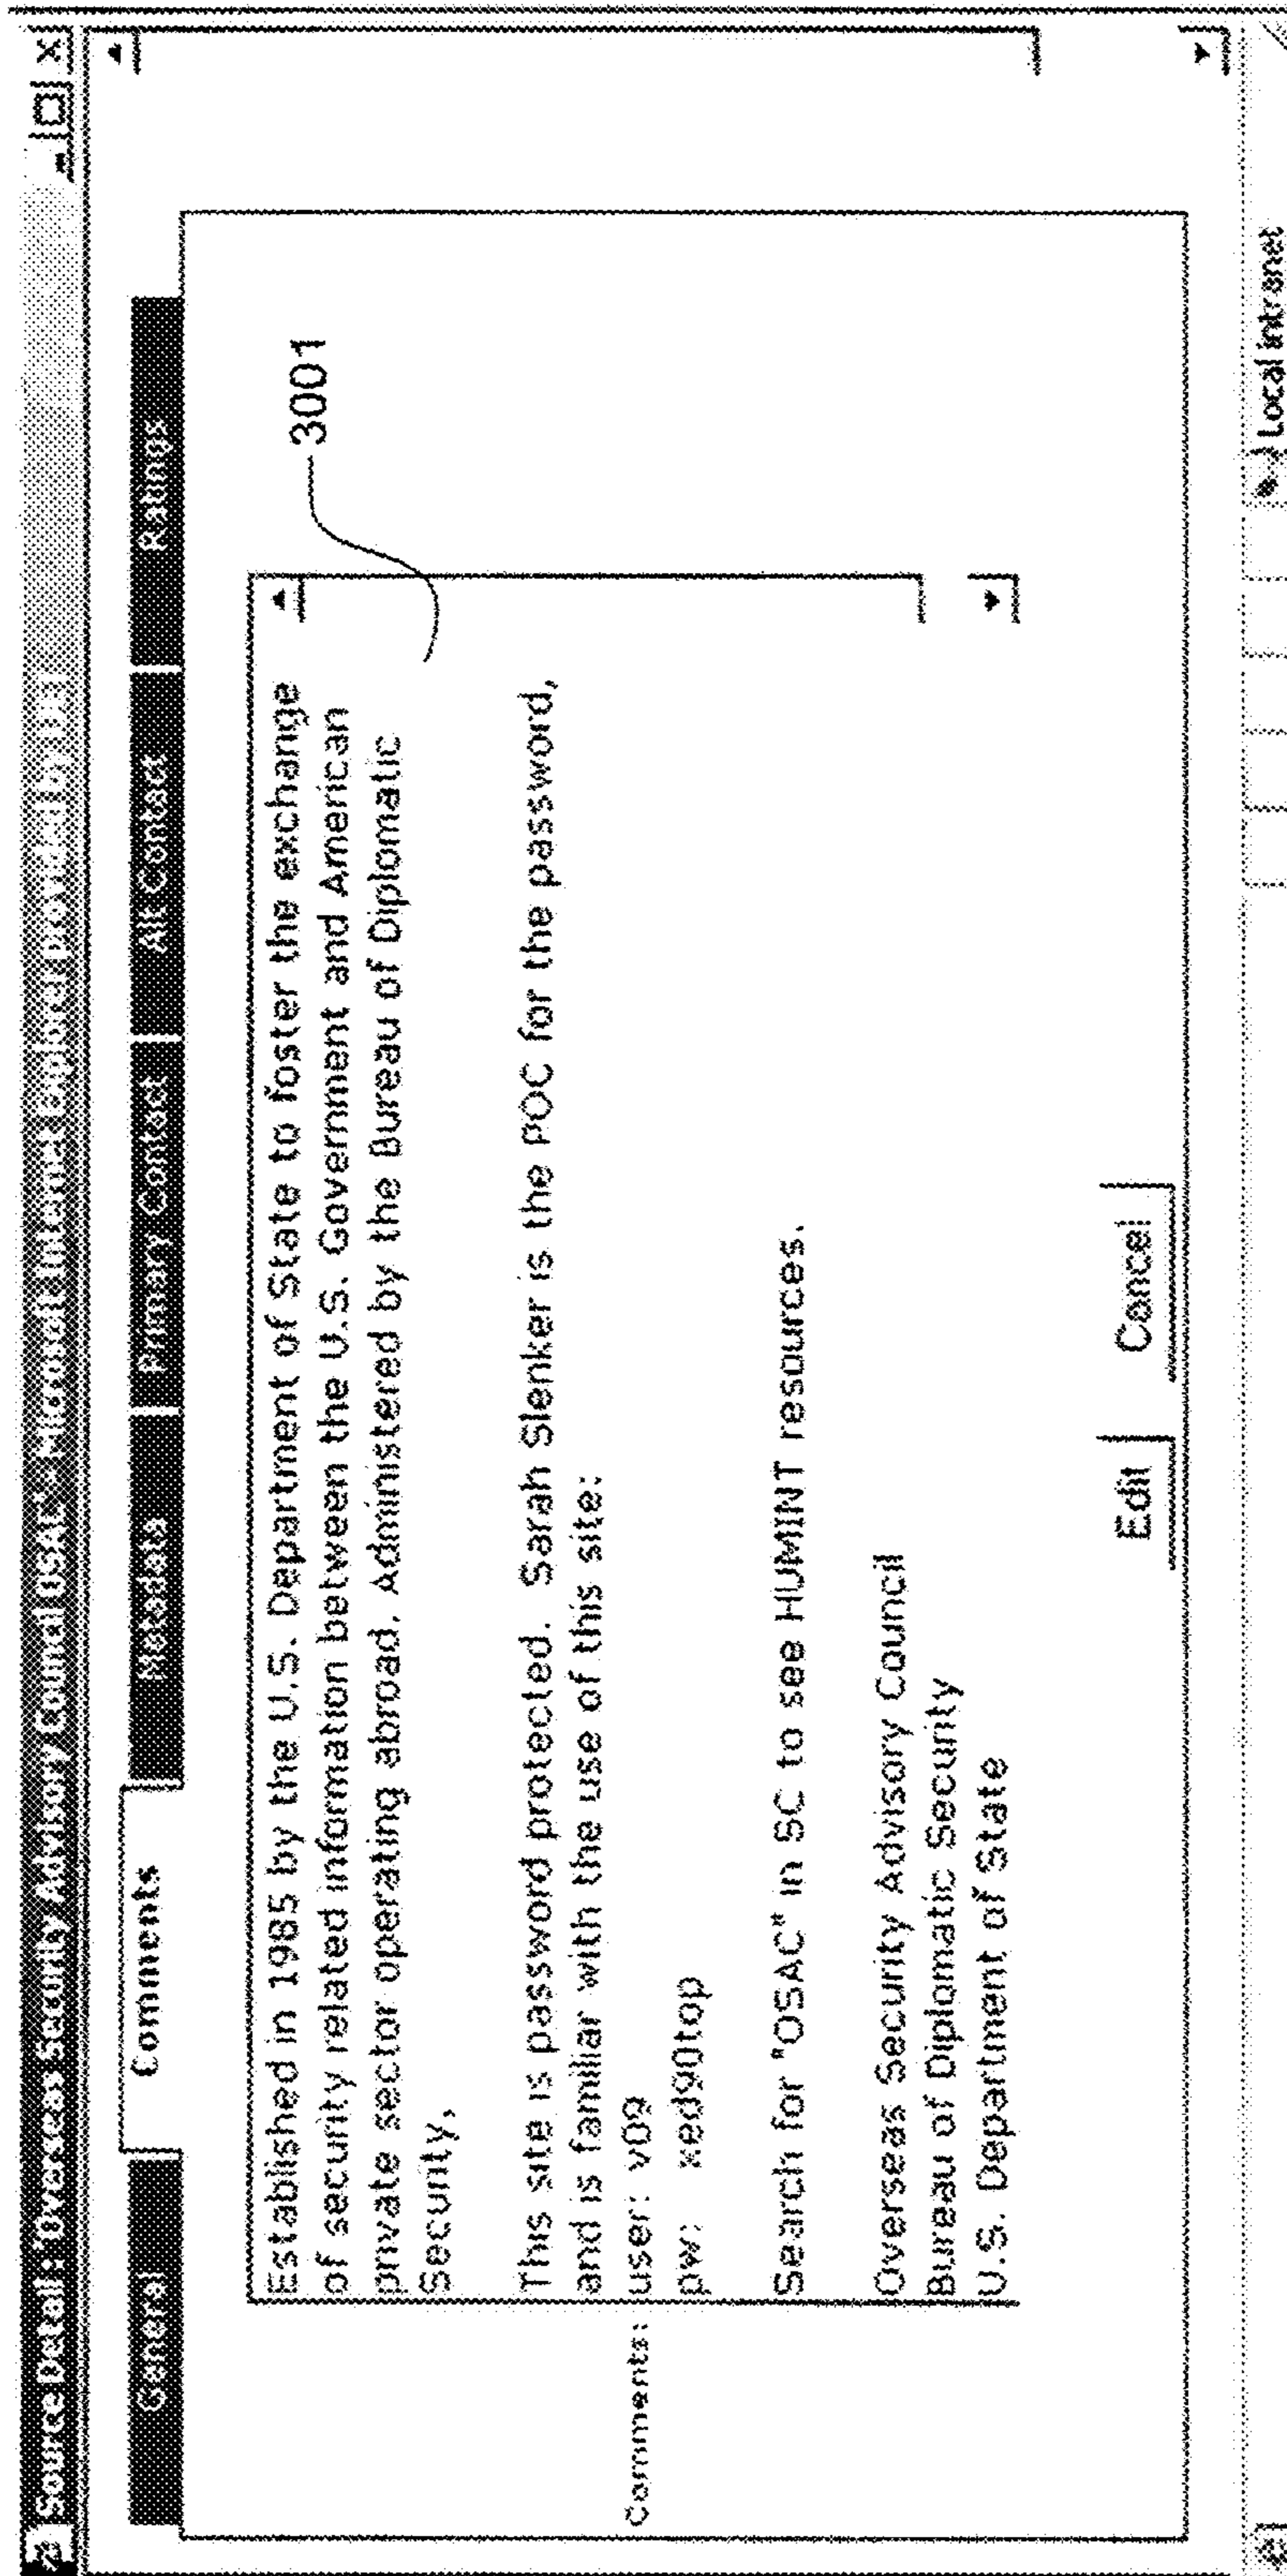 Source Detail : 'Overseas Security Advisory Council OSAC' - Microsoft Internet Explorer provided by
General
Comments
Metadata
Primary Contact
Alt Contact
Ratings
3001
Comments:
Established in 1985 by the U.S. Department of State to foster the exchange
of security related information between the U.S. Government and American
private sector operating abroad. Administered by the Bureau of Diplomatic
Security,
This site is password protected. Sarah Slenker is the POC for the password,
and is familiar with the use of this site:
user: v09
pw: xed90top
Search for "OSAC" in SC to see HUMINT resources.
Overseas Security Advisory Council
Bureau of Diplomatic Security
U.S. Department of State
Edit
Cancel
Local intranet